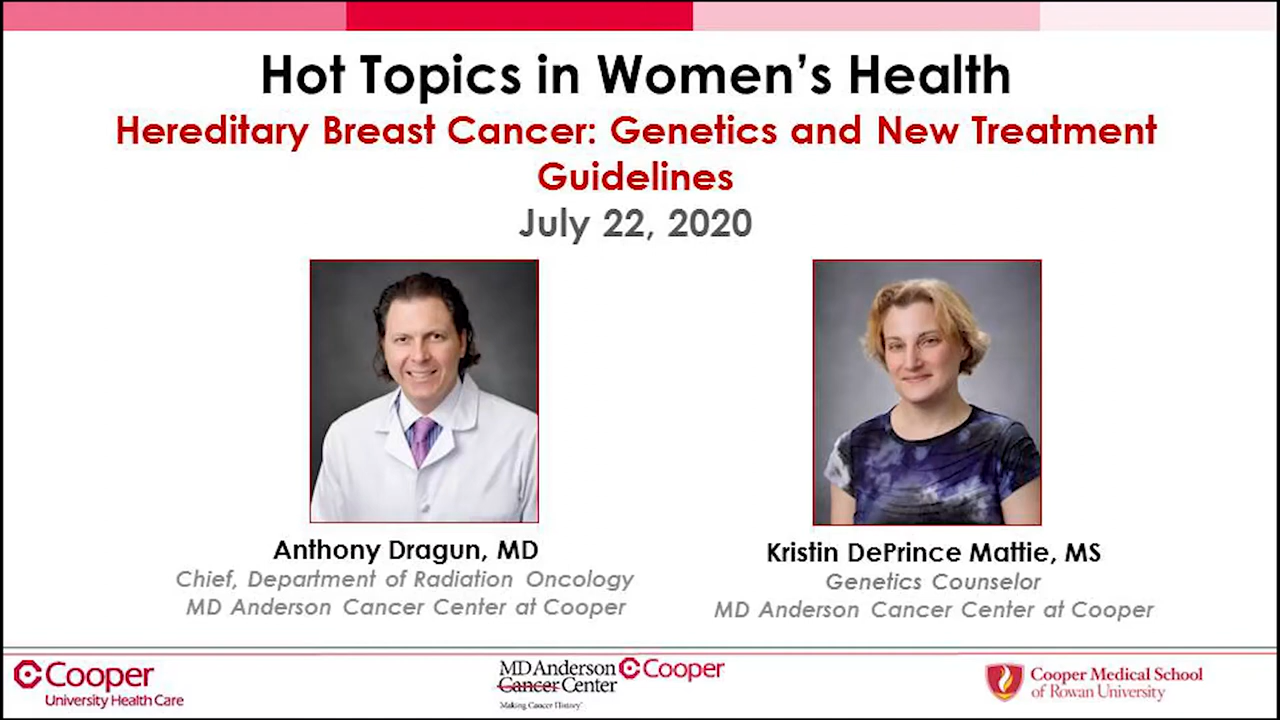 Hot Topics in Women's Health
Hereditary Breast Cancer: Genetics and New Treatment
Guidelines
July 22, 2020
Anthony Dragun, MD
Chief, Department of Radiation Oncology
MD Anderson Cancer Center at Cooper
Kristin DePrince Mattie, MS
Genetics Counselor
MD Anderson Cancer Center at Cooper
Cooper
University Health Care
MD Anderson Cooper
Cancer Center
Making Cancer History®
Cooper Medical School
of Rowan University